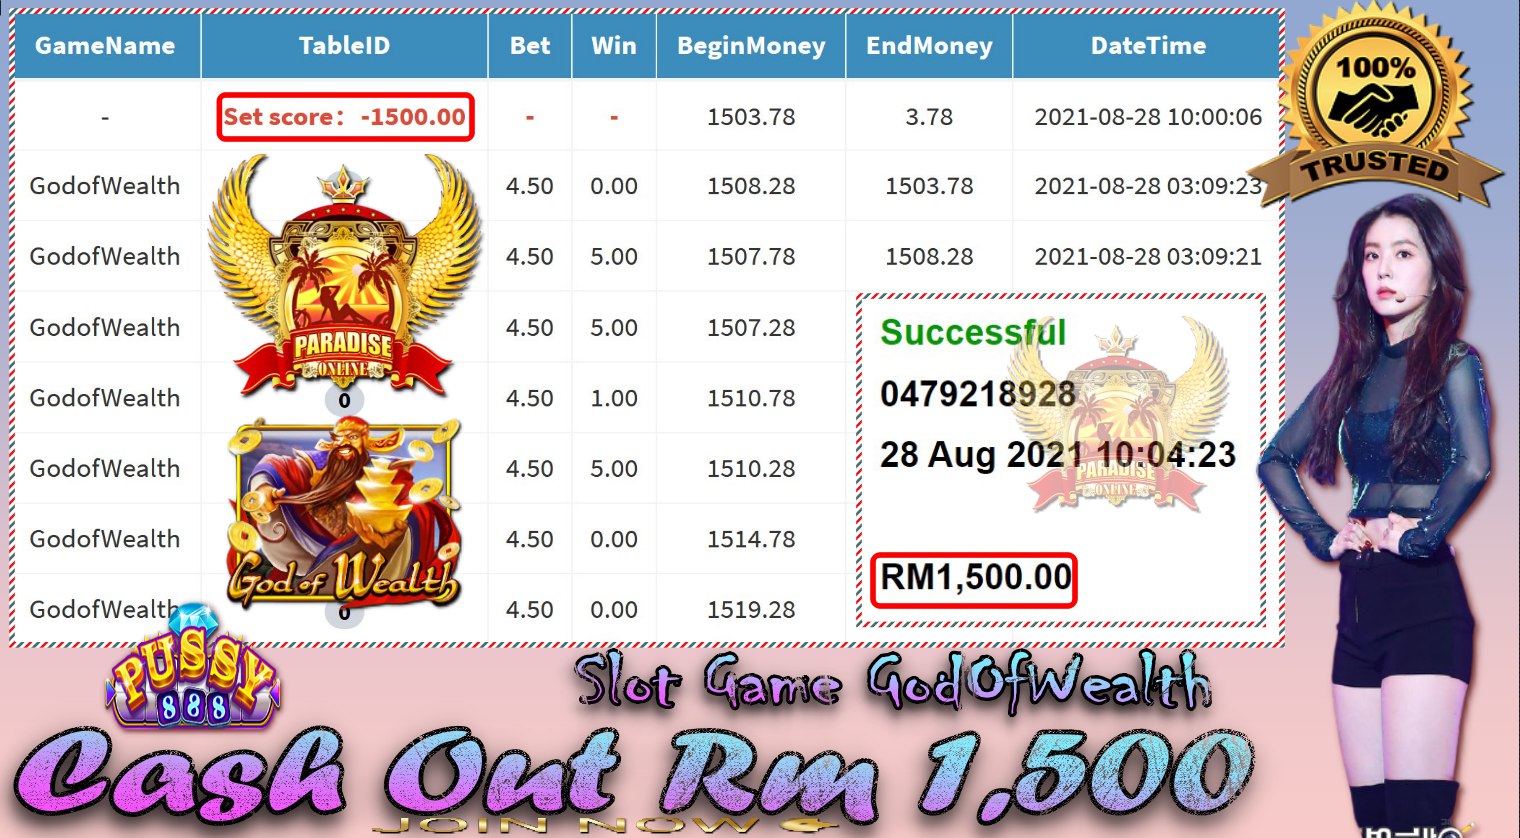 GameName TableID Bet Win BeginMoney EndMoney DateTime
- Set score: -1500.00 - - 1503.78 3.78 2021-08-28 10:00:06
GodofWealth 4.50 0.00 1508.28 1503.78 2021-08-28 03:09:23
GodofWealth 4.50 5.00 1507.78 1508.28 2021-08-28 03:09:21
GodofWealth 4.50 5.00 1507.28
GodofWealth 0 4.50 1.00 1510.78
GodofWealth 4.50 5.00 1510.28
GodofWealth 4.50 0.00 1514.78
GodofWealth 0 4.50 0.00 1519.28
100%
TRUSTED
PARADISE
ONLINE
God of Wealth
Successful
0479218928
28 Aug 2021 10:04:23
PARADISE
ONLINE
RM1,500.00
PUSSY
888
Slot Game GodOfWealth
Cash Out Rm 1,500
JOIN NOW